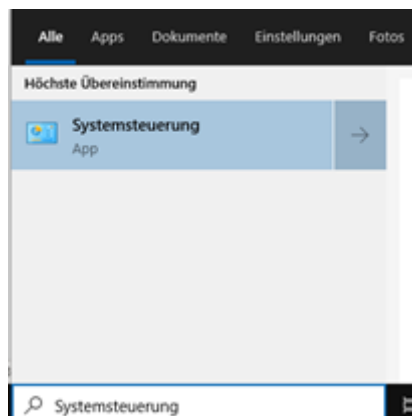 Alle Apps Dokumente Einstellungen Fotos
Höchste Übereinstimmung
Systemsteuerung
App
Systemsteuerung